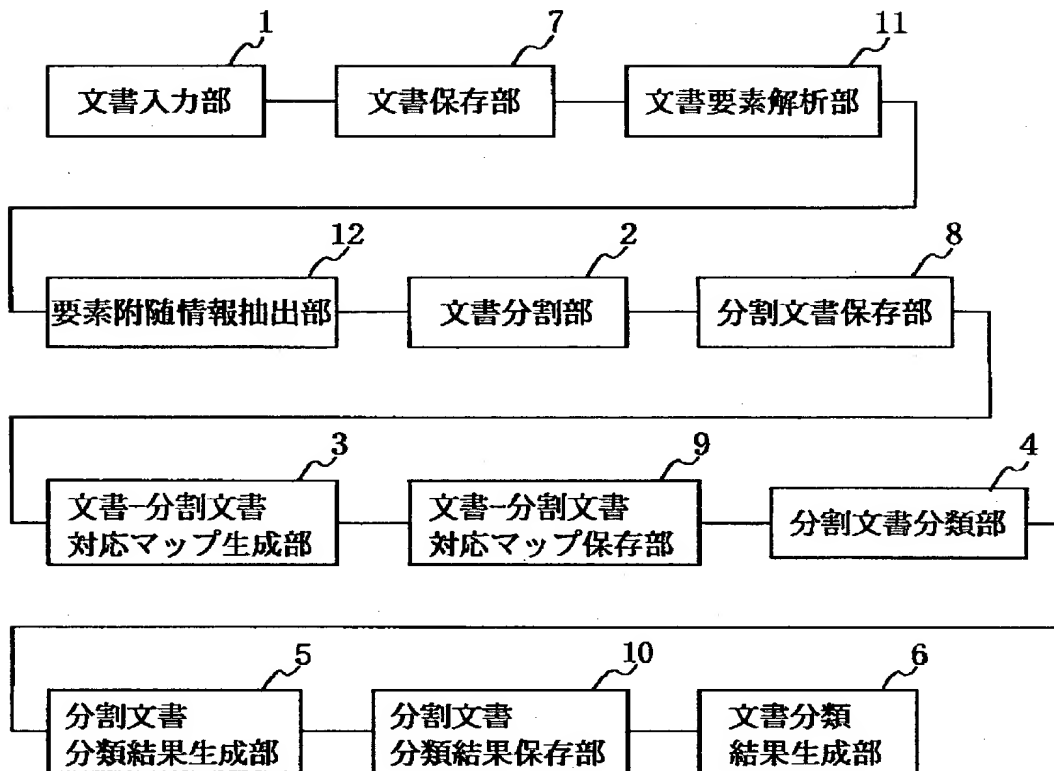 1
7
11
文書入力部
文書保存部
文書要素解析部
12
2
8
要素附随情報抽出部
文書分割部
分割文書保存部
3
9
4
文書-分割文書
対応マップ生成部
文書-分割文書
対応マップ保存部
分割文書分類部
5
10
6
分割文書
分類結果生成部
分割文書
分類結果保存部
文書分類
結果生成部